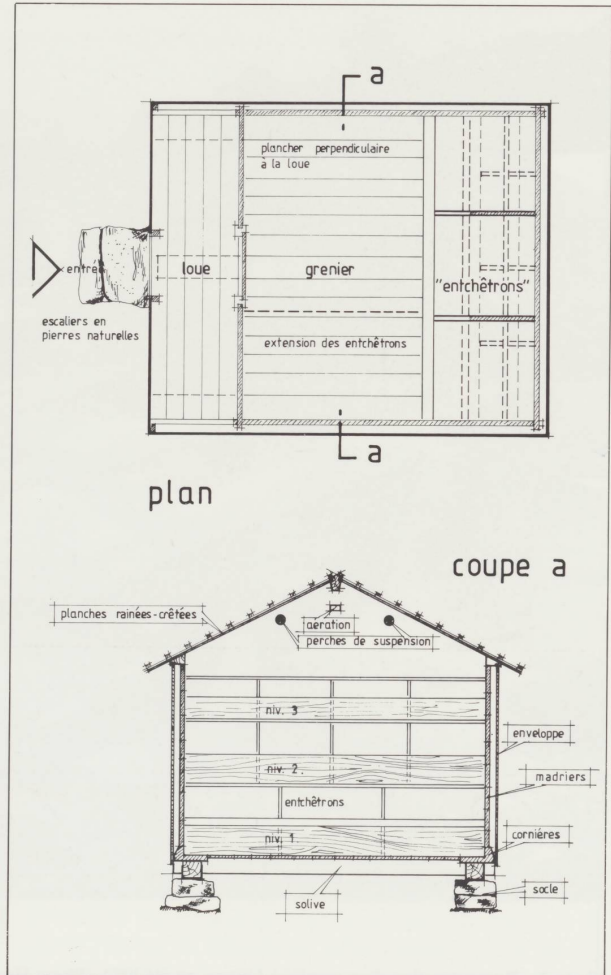 a
plancher perpendiculaire
à la loue
entrée
loue
grenier
"entchêtrons"
escaliers en
pierres naturelles
extension des entchêtrons
a
plan
coupe a
planches rainées-crêtées
aération
perches de suspension
niv. 3
enveloppe
niv. 2.
madriers
entchêtrons
niv. 1.
cornières
solive
socle